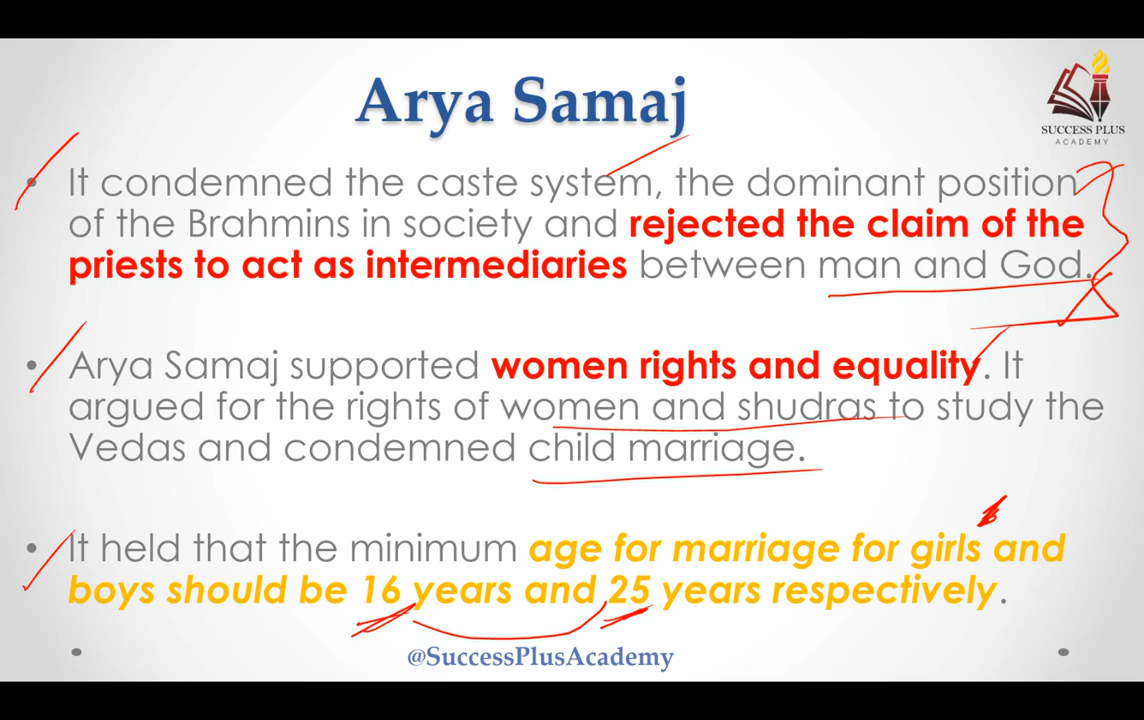 Arya Samaj
SUCCESS PLUS
ACADEMY
• It condemned the caste system, the dominant position
of the Brahmins in society and rejected the claim of the
priests to act as intermediaries between man and God.
• Arya Samaj supported women rights and equality. It
argued for the rights of women and shudras to study the
Vedas and condemned child marriage.
• It held that the minimum age for marriage for girls and
boys should be 16 years and 25 years respectively.
@SuccessPlusAcademy